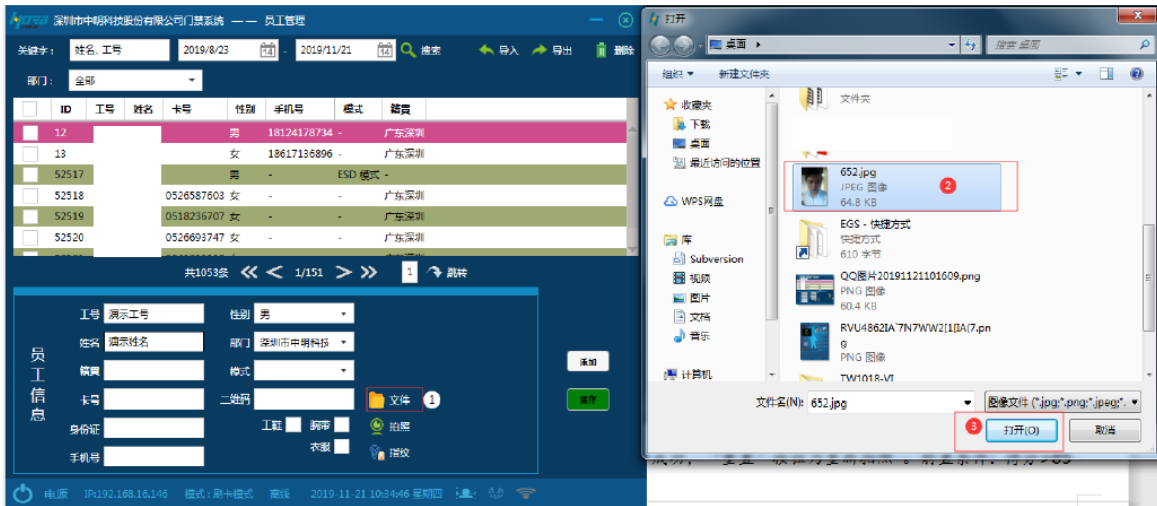 HydRa 深圳市中明科技股份有限公司门禁系统 —— 员工管理
关键字: 姓名、工号 2019/8/23 14 - 2019/11/21 14 搜索 导入 导出 删除
部门: 全部
ID 工号 姓名 卡号 性别 手机号 模式 籍贯
12 男 18124178734 - 广东深圳
13 女 18617136896 - 广东深圳
52517 男 - ESD 模式 -
52518 0526587603 女 - - 广东深圳
52519 0518236707 女 - - 广东深圳
52520 0526693747 女 - - 广东深圳
共1053条 1/151 1 跳转
员工信息
工号 演示工号 性别 男
姓名 演示姓名 部门 深圳市中明科技
籍贯 模式 添加
卡号 二维码 文件 1 保存
身份证 工鞋 腕带 拍照
衣服 指纹
手机号
电源 IP:192.168.16.146 模式:刷卡模式 离线 2019-11-21 10:34:46 星期四
打开
桌面 搜索 桌面
组织 新建文件夹
收藏夹
下载
桌面
最近访问的位置
WPS网盘
库
Subversion
视频
图片
文档
音乐
计算机
文件夹
652.jpg
JPEG 图像
64.8 KB
2
EGS - 快捷方式
快捷方式
610 字节
QQ图片20191121101609.png
PNG 图像
60.4 KB
RVU4862IA`7N7WW2[1[IA(7.pn
g
PNG 图像
TW1018-VI
文件名(N): 652.jpg 图像文件 (*.jpg;*.png;*.jpeg;*.
3 打开(O) 取消